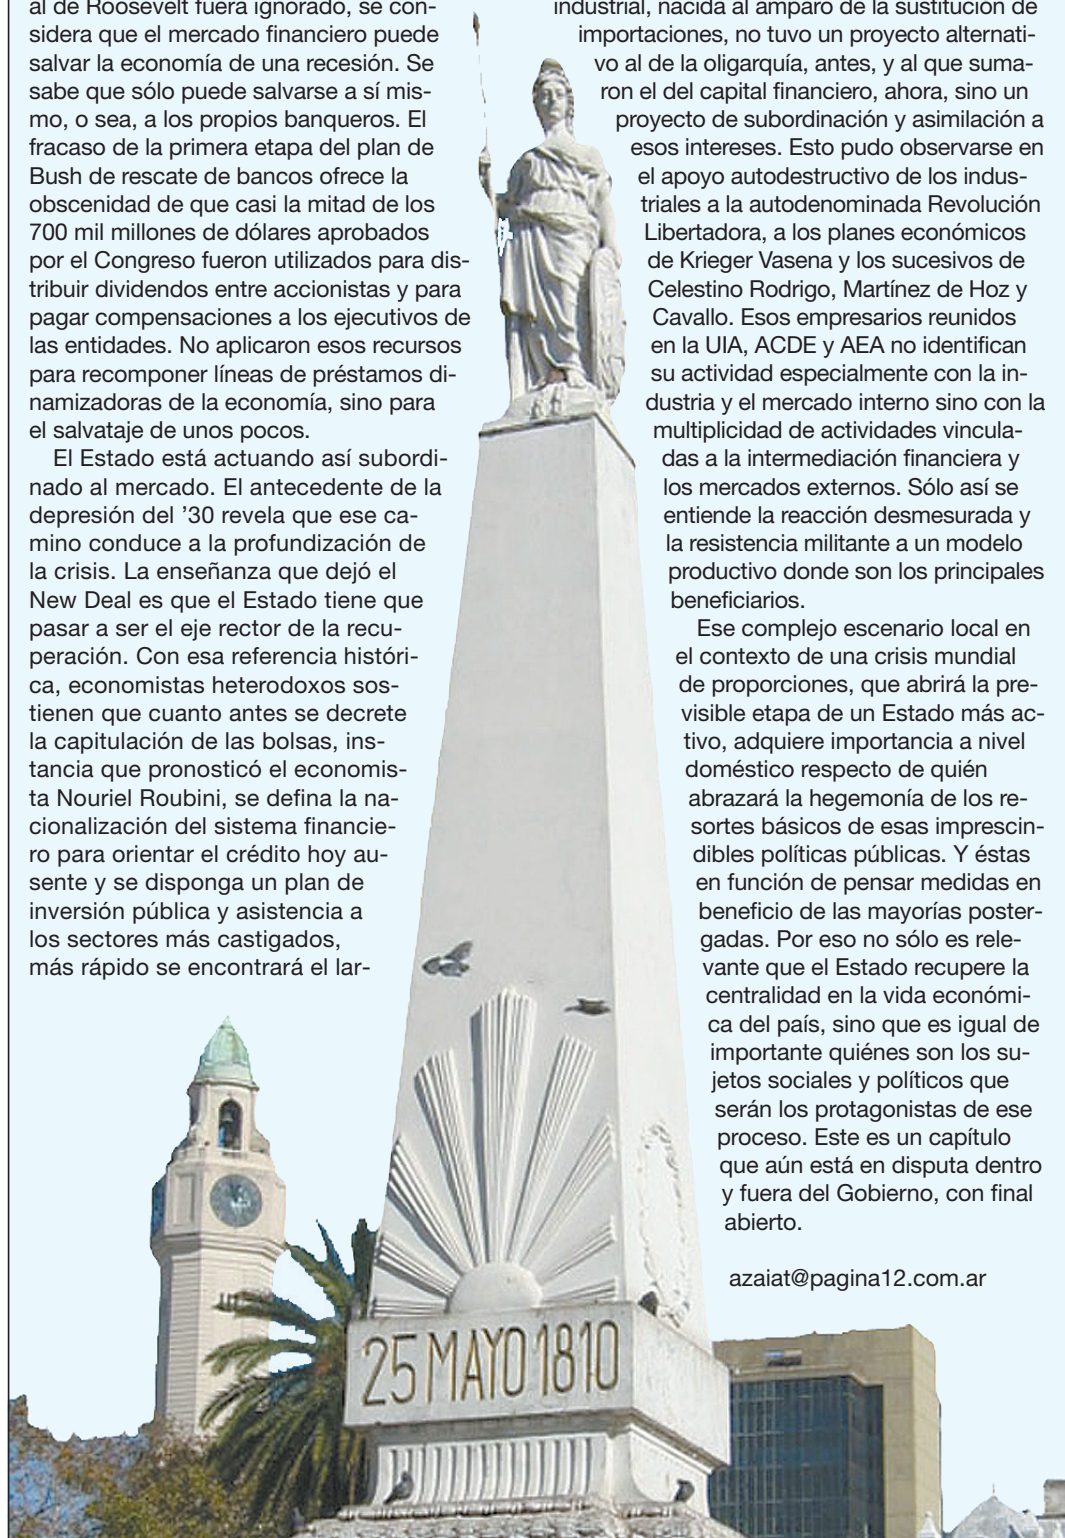 al de Roosevelt fuera ignorado, se con-
sidera que el mercado financiero puede
salvar la economía de una recesión. Se
sabe que sólo puede salvarse a sí mis-
mo, o sea, a los propios banqueros. El
fracaso de la primera etapa del plan de
Bush de rescate de bancos ofrece la
obscenidad de que casi la mitad de los
700 mil millones de dólares aprobados
por el Congreso fueron utilizados para dis-
tribuir dividendos entre accionistas y para
pagar compensaciones a los ejecutivos de
las entidades. No aplicaron esos recursos
para recomponer líneas de préstamos di-
namizadoras de la economía, sino para
el salvataje de unos pocos.
El Estado está actuando así subordi-
nado al mercado. El antecedente de la
depresión del ’30 revela que ese ca-
mino conduce a la profundización de
la crisis. La enseñanza que dejó el
New Deal es que el Estado tiene que
pasar a ser el eje rector de la recu-
peración. Con esa referencia históri-
ca, economistas heterodoxos sos-
tienen que cuanto antes se decrete
la capitulación de las bolsas, ins-
tancia que pronosticó el economis-
ta Nouriel Roubini, se defina la na-
cionalización del sistema financie-
ro para orientar el crédito hoy au-
sente y se disponga un plan de
inversión pública y asistencia a
los sectores más castigados,
más rápido se encontrará el lar-
industrial, nacida al amparo de la sustitución de
importaciones, no tuvo un proyecto alternati-
vo al de la oligarquía, antes, y al que suma-
ron el del capital financiero, ahora, sino un
proyecto de subordinación y asimilación a
esos intereses. Esto pudo observarse en
el apoyo autodestructivo de los indus-
triales a la autodenominada Revolución
Libertadora, a los planes económicos
de Krieger Vasena y los sucesivos de
Celestino Rodrigo, Martínez de Hoz y
Cavallo. Esos empresarios reunidos
en la UIA, ACDE y AEA no identifican
su actividad especialmente con la in-
dustria y el mercado interno sino con la
multiplicidad de actividades vincula-
das a la intermediación financiera y
los mercados externos. Sólo así se
entiende la reacción desmesurada y
la resistencia militante a un modelo
productivo donde son los principales
beneficiarios.
Ese complejo escenario local en
el contexto de una crisis mundial
de proporciones, que abrirá la pre-
visible etapa de un Estado más ac-
tivo, adquiere importancia a nivel
doméstico respecto de quién
abrazará la hegemonía de los re-
sortes básicos de esas imprescin-
dibles políticas públicas. Y éstas
en función de pensar medidas en
beneficio de las mayorías poster-
gadas. Por eso no sólo es rele-
vante que el Estado recupere la
centralidad en la vida económi-
ca del país, sino que es igual de
importante quiénes son los su-
jetos sociales y políticos que
serán los protagonistas de ese
proceso. Este es un capítulo
que aún está en disputa dentro
y fuera del Gobierno, con final
abierto.
azaiat@pagina12.com.ar
25 MAYO 1810